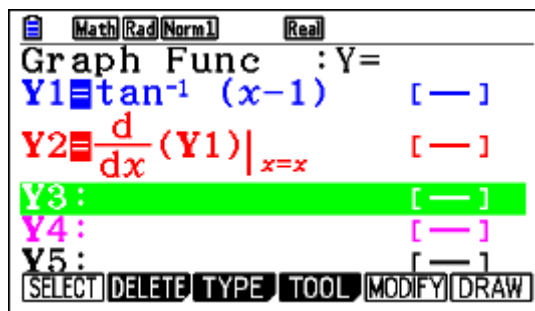 Math Rad Norm1 Real
Graph Func :Y=
Y1=tan⁻¹ (x−1) [—]
Y2=d/dx(Y1)|x=x [—]
Y3: [—]
Y4: [—]
Y5: [—]
SELECT DELETE TYPE TOOL MODIFY DRAW